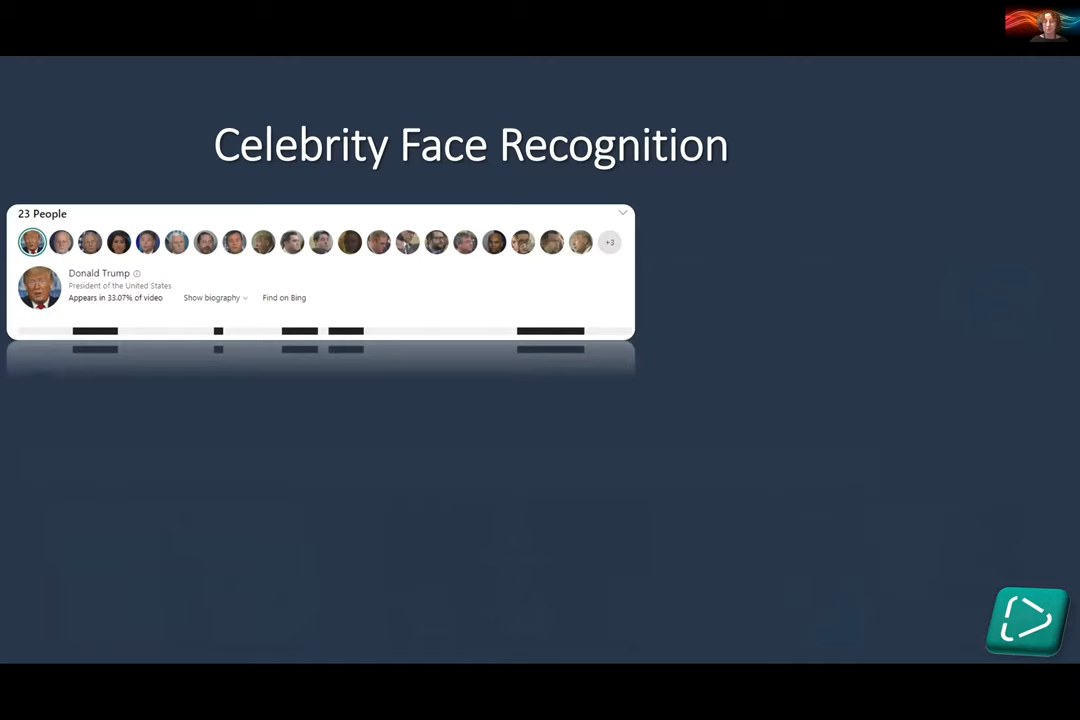 Celebrity Face Recognition
23 People
+3
Donald Trump
President of the United States
Appears in 33.07% of video Show biography Find on Bing